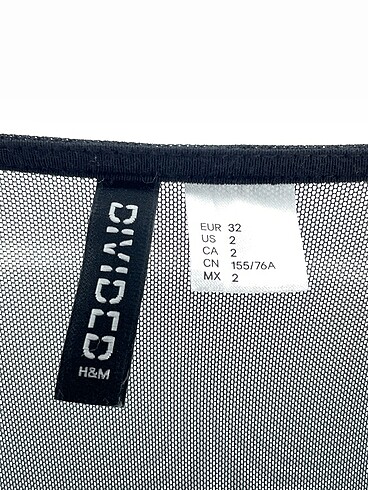 DIVIDED
H&M
EUR 32
US 2
CA 2
CN 155/76A
MX 2